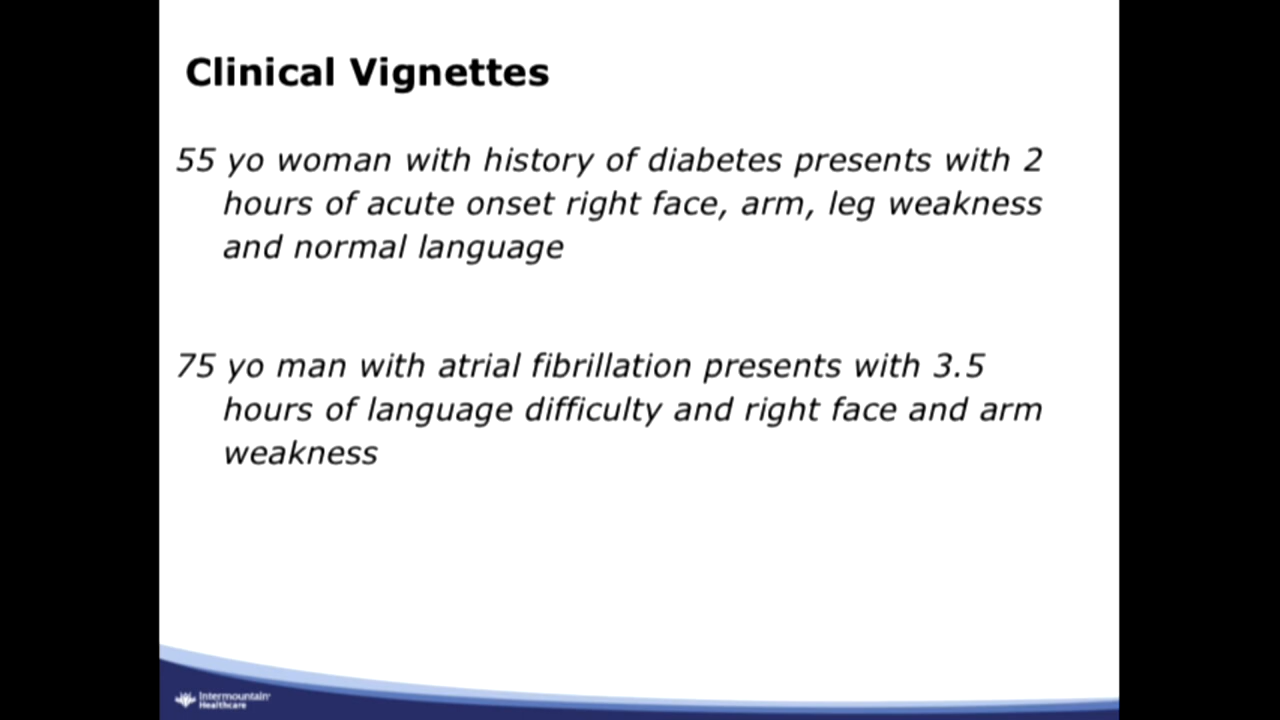 Clinical Vignettes
55 yo woman with history of diabetes presents with 2
hours of acute onset right face, arm, leg weakness
and normal language
75 yo man with atrial fibrillation presents with 3.5
hours of language difficulty and right face and arm
weakness
Intermountain
Healthcare